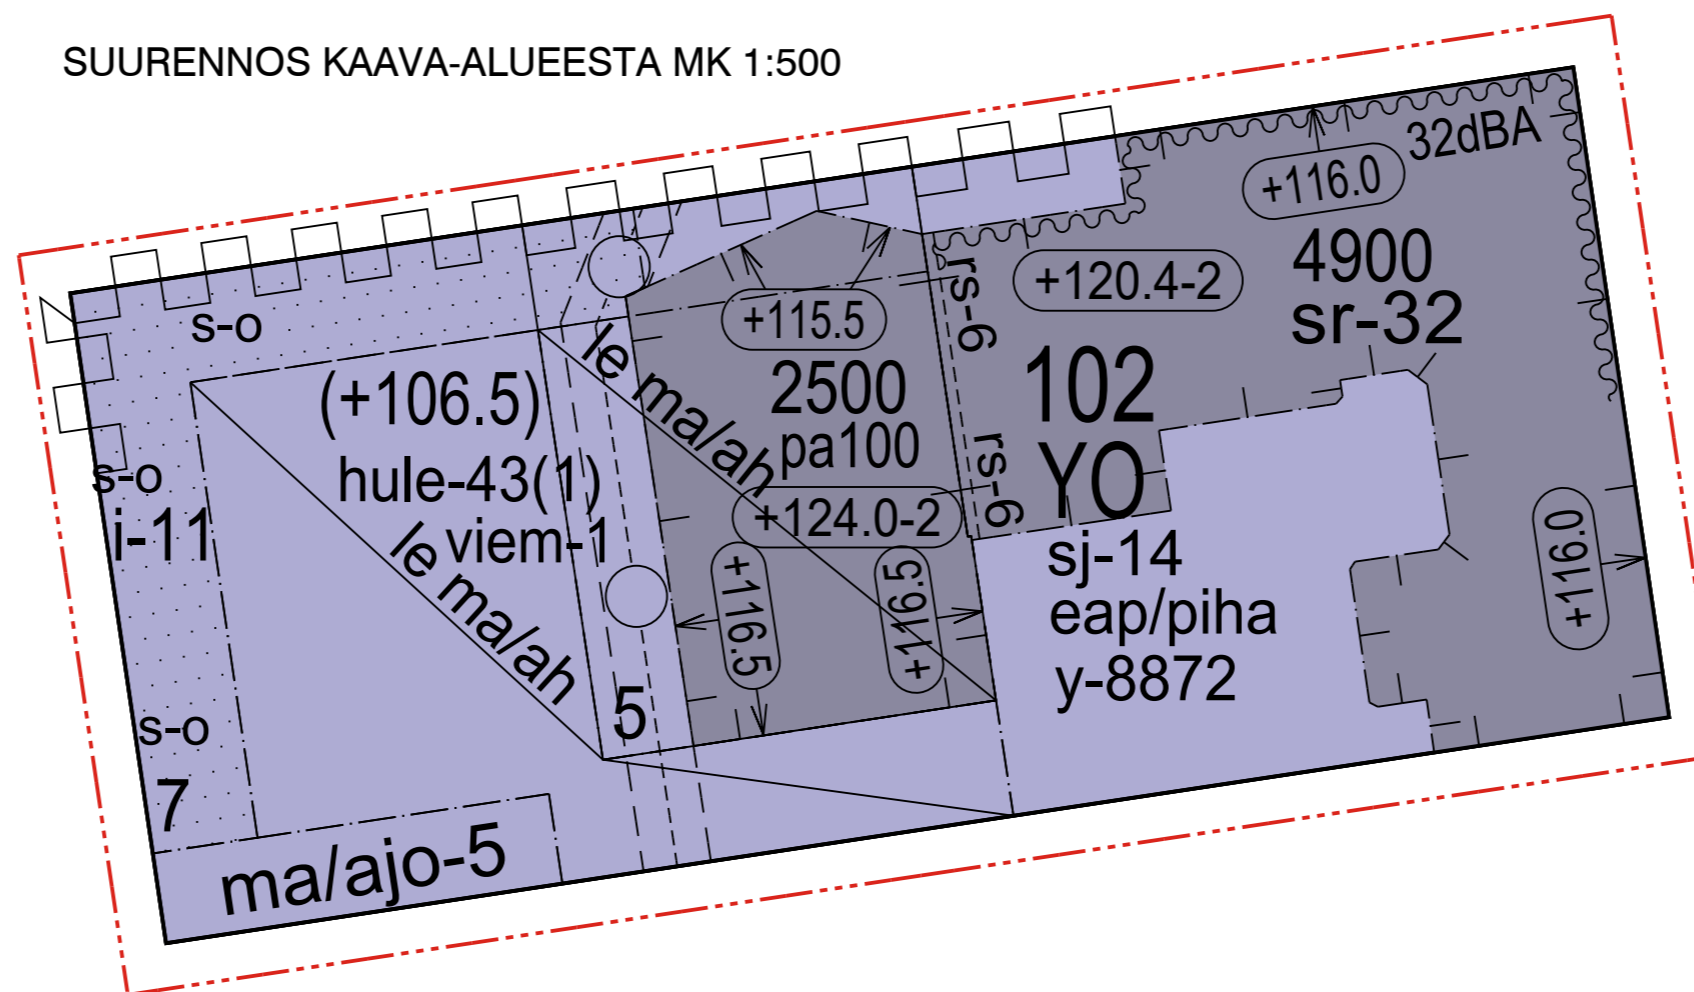 SUURENNOS KAAVA-ALUEESTA MK 1:500
32dBA
+116.0
4900
sr-32
+120.4-2
rs-6
102
YO
rs-6
sj-14
eap/piha
y-8872
+116.0
+115.5
2500
pa100
+124.0-2
+116.5
+116.5
le ma/ah
s-o
(+106.5)
hule-43(1)
viem-1
le ma/ah
s-o
i-11
5
s-o
7
ma/ajo-5